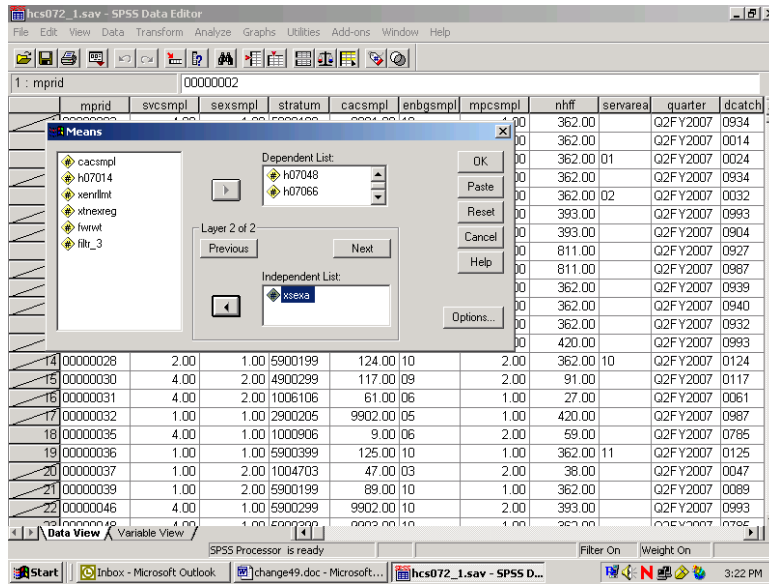 hcs072_1.sav - SPSS Data Editor
File Edit View Data Transform Analyze Graphs Utilities Add-ons Window Help
1 : mprid 00000002
mprid svcsmpl sexsmpl stratum cacsmpl enbgsmpl mpcsmpl nhff servarea quarter dcatch
362.00 Q2FY2007 0934
Means
00 362.00 Q2FY2007 0014
cacsmpl Dependent List: OK
h07014 h07048 00 362.00 01 Q2FY2007 0024
xenrllmt h07066 Paste 00 362.00 Q2FY2007 0934
xtnexreg 00 362.00 02 Q2FY2007 0032
fwrwt Reset 00 393.00 Q2FY2007 0993
filtr_3 Layer 2 of 2 Cancel 00 393.00 Q2FY2007 0904
Previous Next 00 811.00 Q2FY2007 0927
Help 00 811.00 Q2FY2007 0987
Independent List: 00 362.00 Q2FY2007 0939
xsexa 00 362.00 Q2FY2007 0940
Options... 00 362.00 Q2FY2007 0932
00 420.00 Q2FY2007 0993
14 00000028 2.00 1.00 5900199 124.00 10 2.00 362.00 10 Q2FY2007 0124
15 00000030 4.00 2.00 4900299 117.00 09 2.00 91.00 Q2FY2007 0117
16 00000031 4.00 2.00 1006106 61.00 06 1.00 27.00 Q2FY2007 0061
17 00000032 1.00 1.00 2900205 9902.00 05 1.00 420.00 Q2FY2007 0987
18 00000035 4.00 1.00 1000906 9.00 06 2.00 59.00 Q2FY2007 0785
19 00000036 1.00 1.00 5900399 125.00 10 1.00 362.00 11 Q2FY2007 0125
20 00000037 1.00 2.00 1004703 47.00 03 2.00 38.00 Q2FY2007 0047
21 00000039 1.00 2.00 5900199 89.00 10 1.00 362.00 Q2FY2007 0089
22 00000046 4.00 1.00 5900299 9902.00 10 2.00 393.00 Q2FY2007 0993
Data View Variable View
SPSS Processor is ready Filter On Weight On
Start Inbox - Microsoft Outlook change49.doc - Microsoft... hcs072_1.sav - SPSS D... 3:22 PM